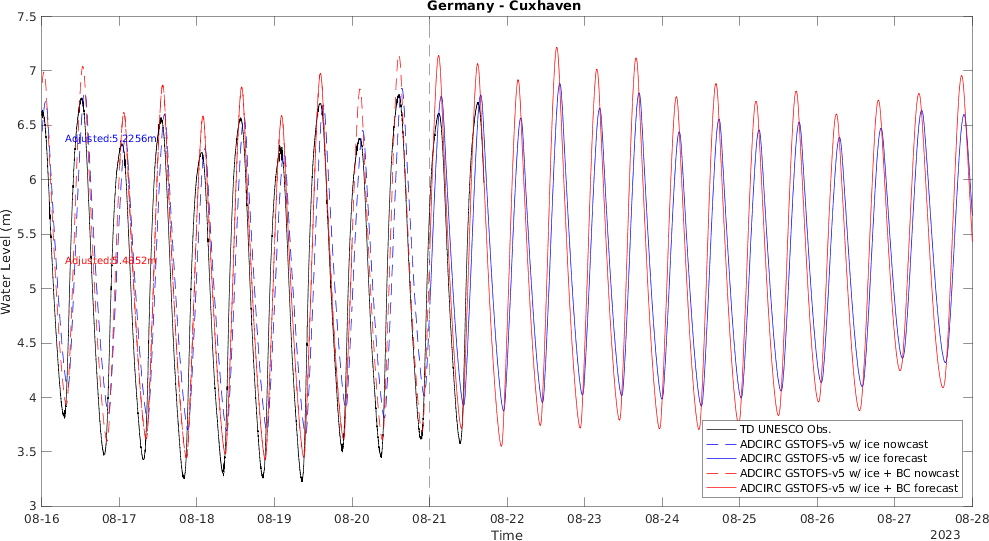 Germany - Cuxhaven
7.5
7
6.5
6
5.5
5
4.5
4
3.5
3
Water Level (m)
Adjusted:5.2256m
Adjusted:5.4352m
TD UNESCO Obs.
ADCIRC GSTOFS-v5 w/ ice nowcast
ADCIRC GSTOFS-v5 w/ ice forecast
ADCIRC GSTOFS-v5 w/ ice + BC nowcast
ADCIRC GSTOFS-v5 w/ ice + BC forecast
08-16 08-17 08-18 08-19 08-20 08-21 08-22 08-23 08-24 08-25 08-26 08-27 08-28
Time
2023